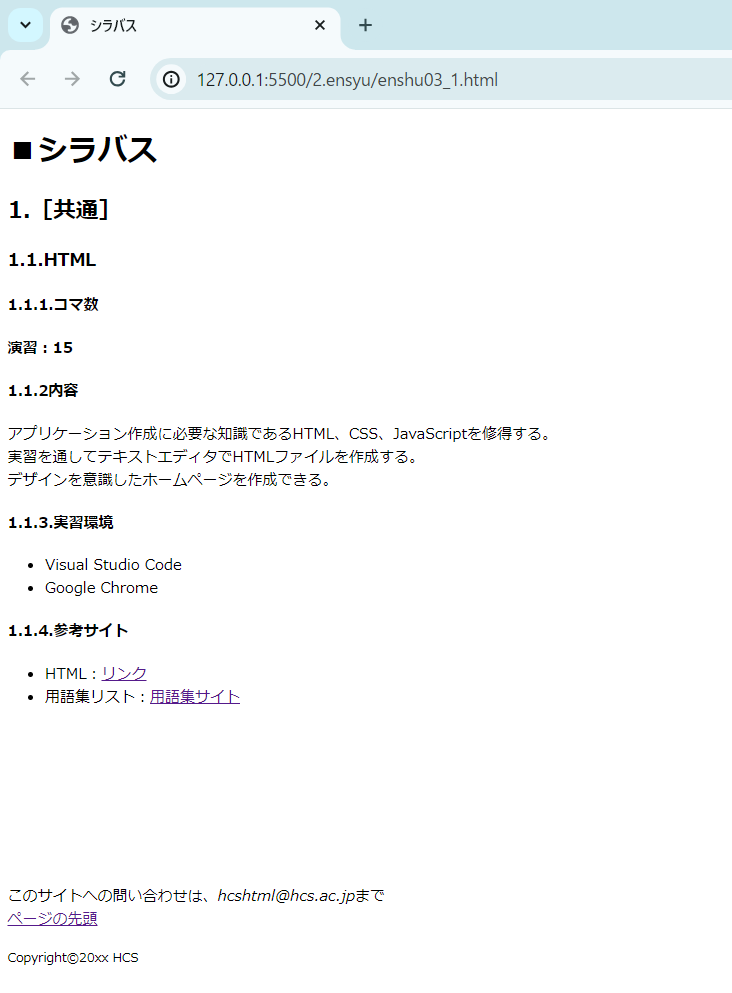 シラバス
127.0.0.1:5500/2.ensyu/enshu03_1.html
■シラバス
1.［共通］
1.1.HTML
1.1.1.コマ数
演習：15
1.1.2内容
アプリケーション作成に必要な知識であるHTML、CSS、JavaScriptを修得する。
実習を通してテキストエディタでHTMLファイルを作成する。
デザインを意識したホームページを作成できる。
1.1.3.実習環境
• Visual Studio Code
• Google Chrome
1.1.4.参考サイト
• HTML：リンク
• 用語集リスト：用語集サイト
このサイトへの問い合わせは、hcshtml@hcs.ac.jpまで
ページの先頭
Copyright©20xx HCS